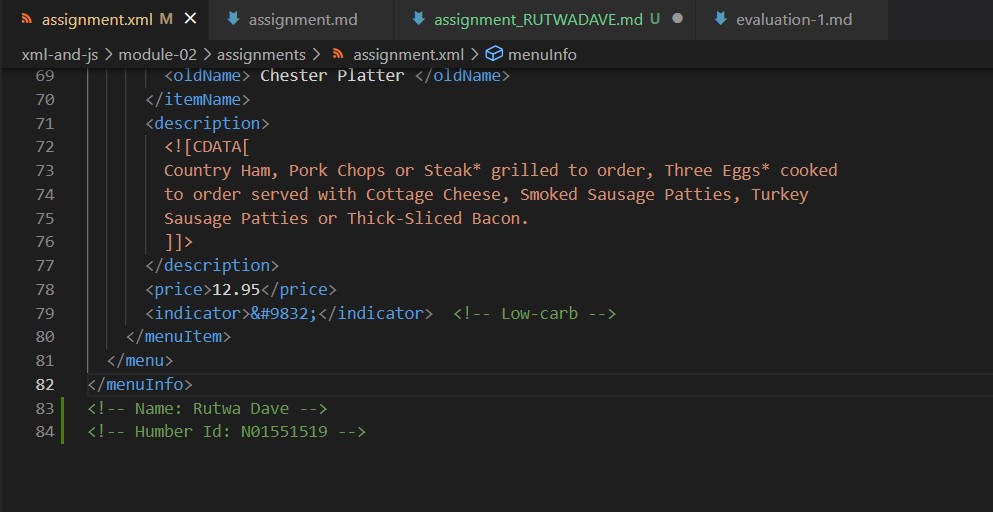 assignment.xml M
assignment.md
assignment_RUTWADAVE.md U
evaluation-1.md
xml-and-js > module-02 > assignments > assignment.xml > menuInfo
69 <oldName> Chester Platter </oldName>
70 </itemName>
71 <description>
72 <![CDATA[
73 Country Ham, Pork Chops or Steak* grilled to order, Three Eggs* cooked
74 to order served with Cottage Cheese, Smoked Sausage Patties, Turkey
75 Sausage Patties or Thick-Sliced Bacon.
76 ]]>
77 </description>
78 <price>12.95</price>
79 <indicator>&#9832;</indicator> <!-- Low-carb -->
80 </menuItem>
81 </menu>
82 </menuInfo>
83 <!-- Name: Rutwa Dave -->
84 <!-- Humber Id: N01551519 -->